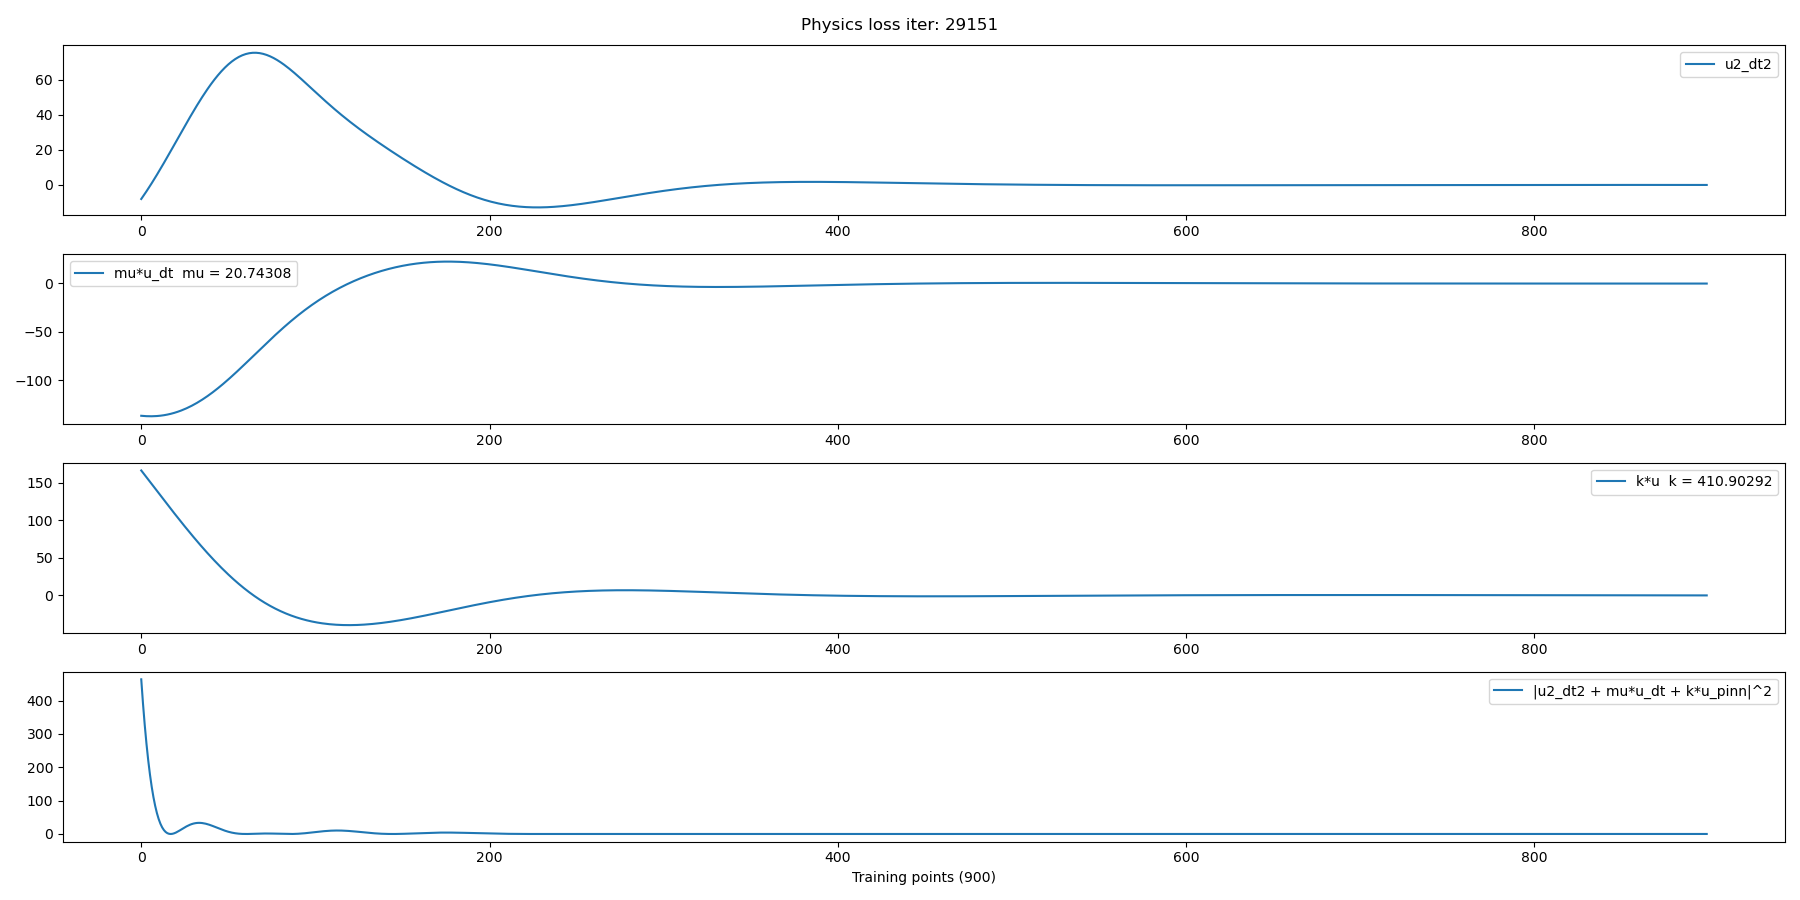 Physics loss iter: 29151
u2_dt2
60
40
20
0
0 200 400 600 800
mu*u_dt mu = 20.74308
0
−50
−100
0 200 400 600 800
k*u k = 410.90292
150
100
50
0
0 200 400 600 800
|u2_dt2 + mu*u_dt + k*u_pinn|^2
400
300
200
100
0
0 200 400 600 800
Training points (900)